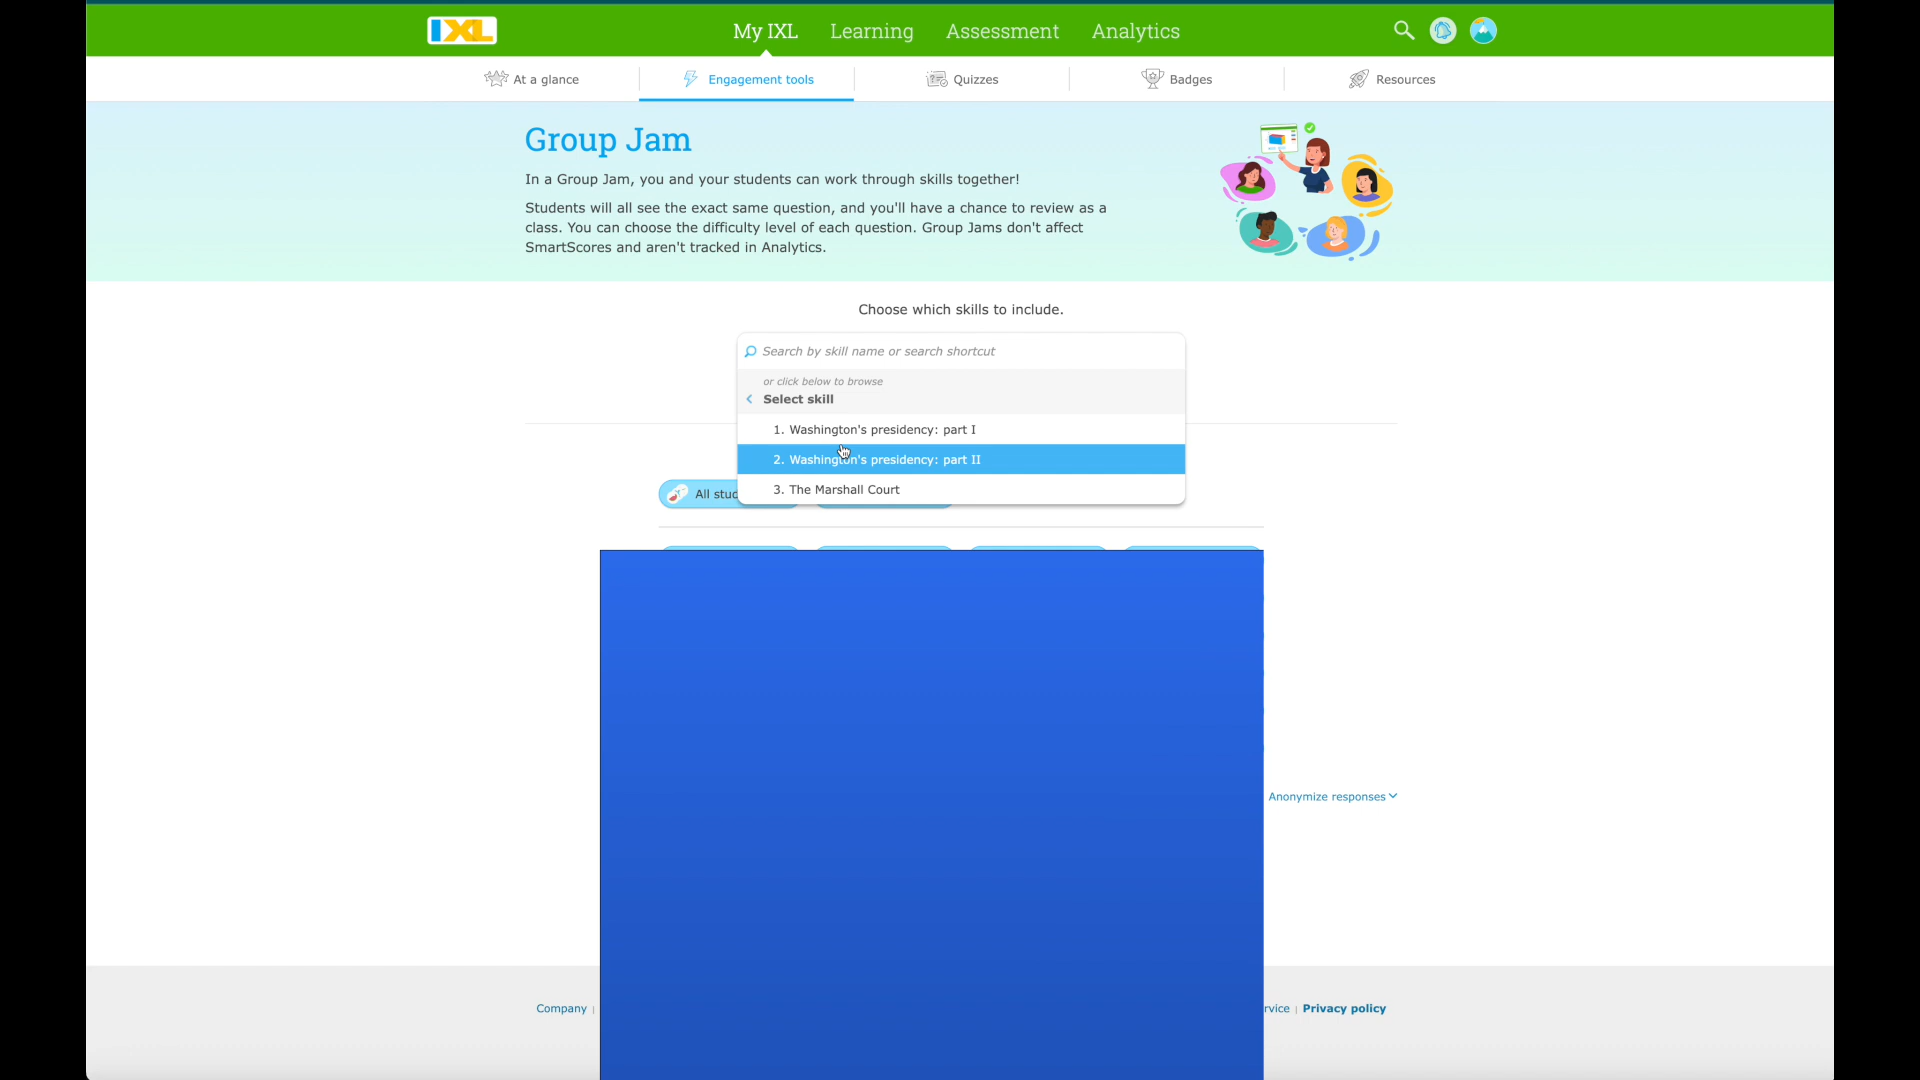 IXL
My IXL
Learning
Assessment
Analytics
At a glance
Engagement tools
Quizzes
Badges
Resources
Group Jam
In a Group Jam, you and your students can work through skills together!
Students will all see the exact same question, and you'll have a chance to review as a
class. You can choose the difficulty level of each question. Group Jams don't affect
SmartScores and aren't tracked in Analytics.
Choose which skills to include.
Search by skill name or search shortcut
or click below to browse
Select skill
1. Washington's presidency: part I
2. Washington's presidency: part II
3. The Marshall Court
All
Anonymize responses
Company |
| Privacy policy